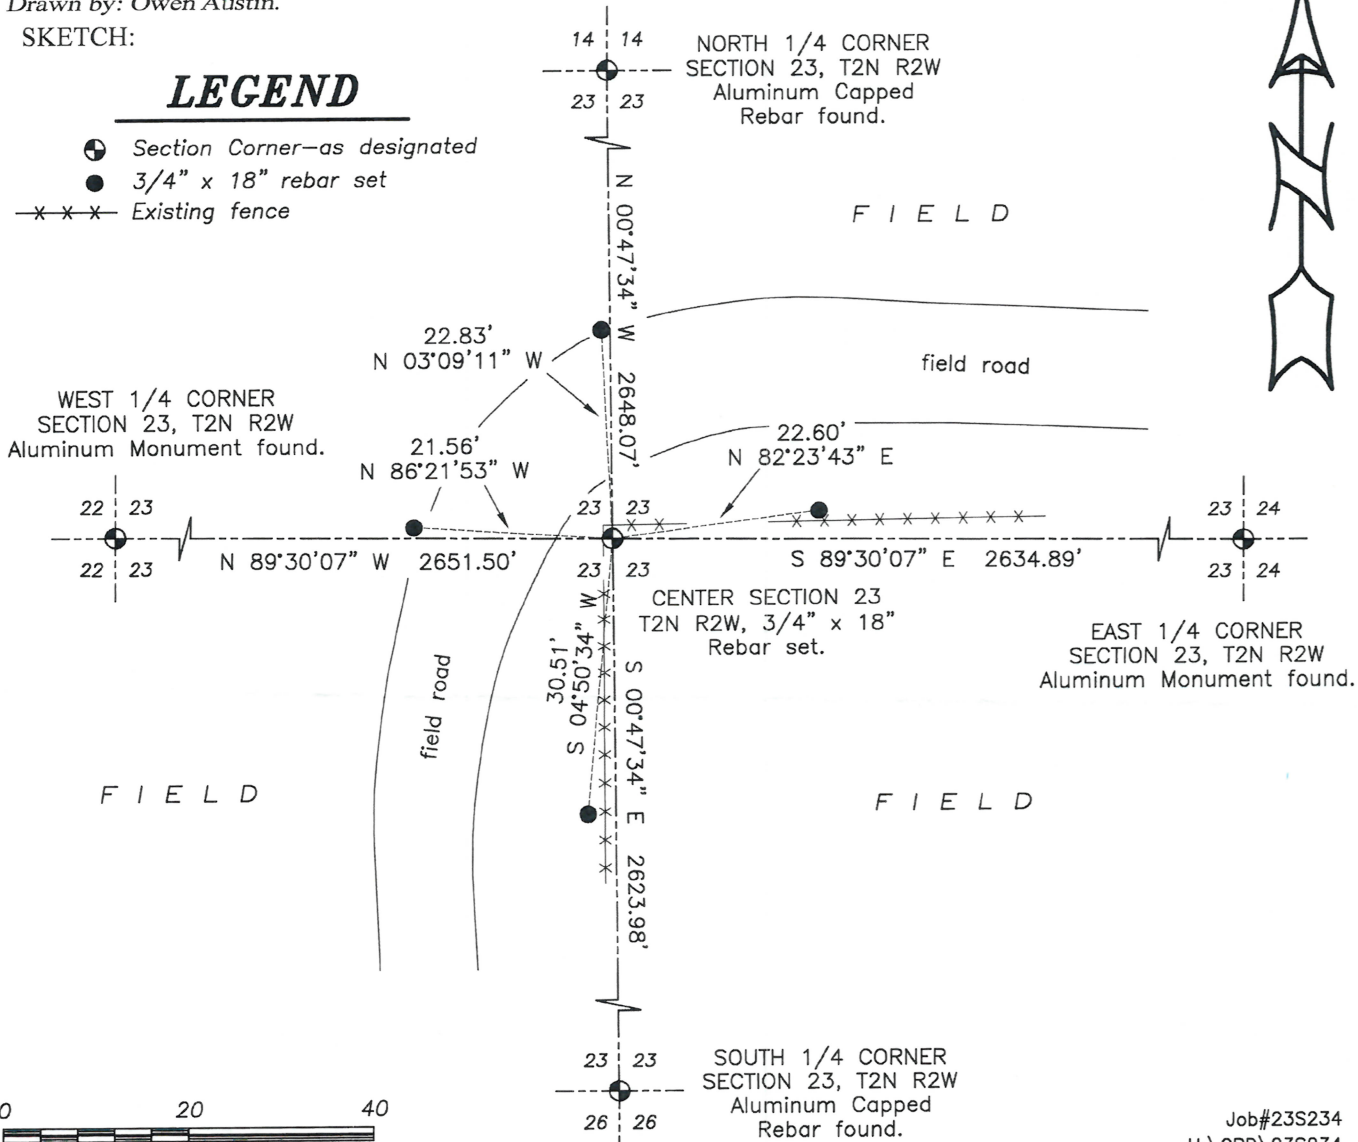 Drawn by: Owen Austin.
SKETCH:
LEGEND
Section Corner—as designated
3/4" x 18" rebar set
Existing fence
14 14
23 23
NORTH 1/4 CORNER
SECTION 23, T2N R2W
Aluminum Capped
Rebar found.
N 00°47'34" W 2648.07'
FIELD
field road
22.83'
N 03°09'11" W
WEST 1/4 CORNER
SECTION 23, T2N R2W
Aluminum Monument found.
21.56'
N 86°21'53" W
22.60'
N 82°23'43" E
22 23
22 23
23 23
23 23
23 24
23 24
N 89°30'07" W 2651.50'
S 89°30'07" E 2634.89'
CENTER SECTION 23
T2N R2W, 3/4" x 18"
Rebar set.
EAST 1/4 CORNER
SECTION 23, T2N R2W
Aluminum Monument found.
30.51'
S 04°50'34" W
S 00°47'34" E 2623.98'
field road
FIELD
FIELD
23 23
26 26
SOUTH 1/4 CORNER
SECTION 23, T2N R2W
Aluminum Capped
Rebar found.
0 20 40
Job#23S234